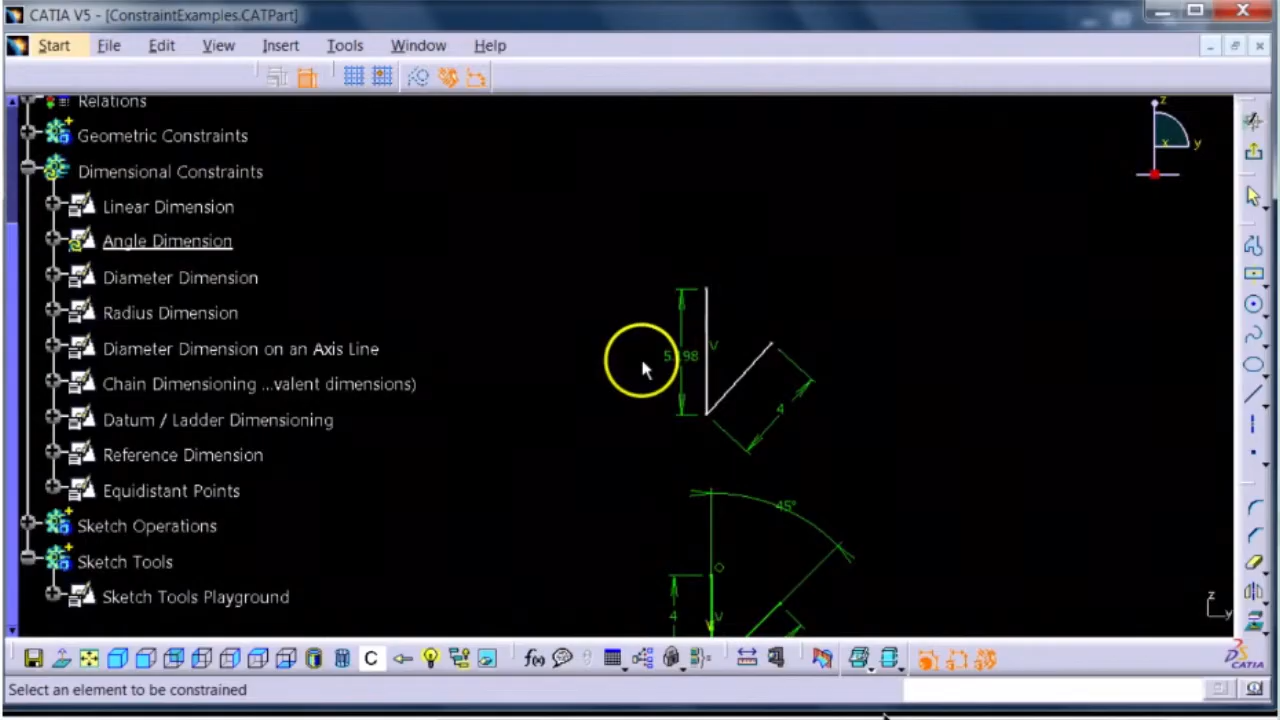 CATIA V5 - [ConstraintExamples.CATPart]
Start File Edit View Insert Tools Window Help
Relations
Geometric Constraints
Dimensional Constraints
Linear Dimension
Angle Dimension
Diameter Dimension
Radius Dimension
Diameter Dimension on an Axis Line
Chain Dimensioning ...valent dimensions)
Datum / Ladder Dimensioning
Reference Dimension
Equidistant Points
Sketch Operations
Sketch Tools
Sketch Tools Playground
z
x y
V
4
45°
O
4 V
z
y
C f(x)
CATIA
Select an element to be constrained